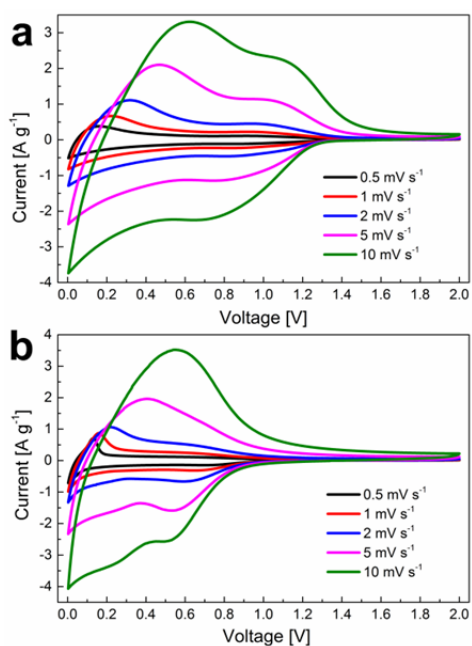 a
3
2
1
0
-1
-2
-3
-4
Current [A g⁻¹]
0.5 mV s⁻¹
1 mV s⁻¹
2 mV s⁻¹
5 mV s⁻¹
10 mV s⁻¹
0.0 0.2 0.4 0.6 0.8 1.0 1.2 1.4 1.6 1.8 2.0
Voltage [V]
b
4
3
2
1
0
-1
-2
-3
-4
Current [A g⁻¹]
0.5 mV s⁻¹
1 mV s⁻¹
2 mV s⁻¹
5 mV s⁻¹
10 mV s⁻¹
0.0 0.2 0.4 0.6 0.8 1.0 1.2 1.4 1.6 1.8 2.0
Voltage [V]